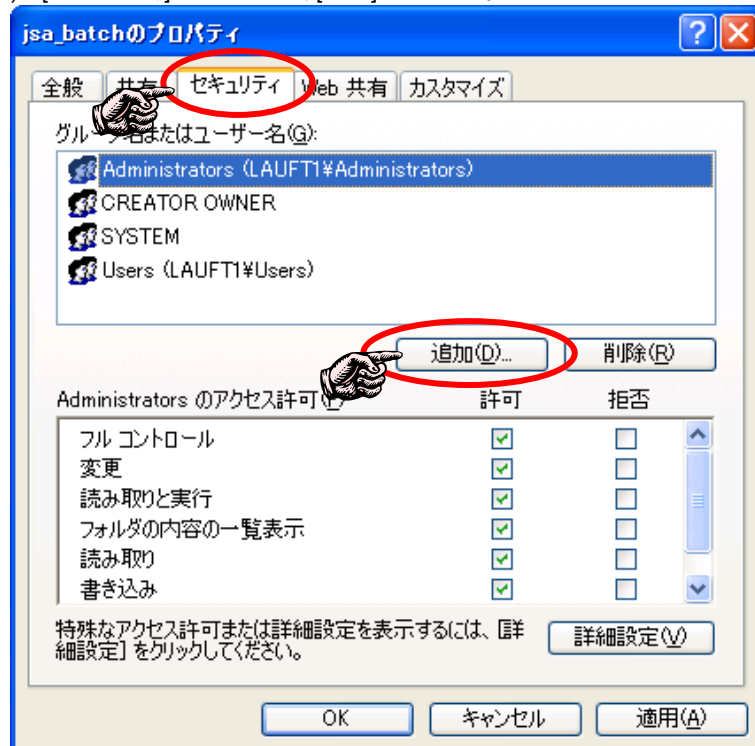 jsa_batchのプロパティ
全般 共有 セキュリティ Web 共有 カスタマイズ
グループ名またはユーザー名(G):
Administrators (LAUFT1¥Administrators)
CREATOR OWNER
SYSTEM
Users (LAUFT1¥Users)
追加(D)... 削除(R)
Administrators のアクセス許可(P) 許可 拒否
フル コントロール
変更
読み取りと実行
フォルダの内容の一覧表示
読み取り
書き込み
特殊なアクセス許可または詳細設定を表示するには、[詳
細設定] をクリックしてください。
詳細設定(V)
OK キャンセル 適用(A)